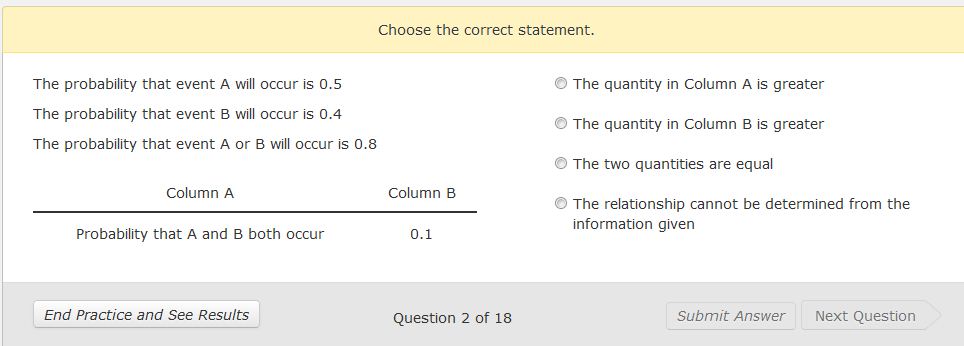 Choose the correct statement.
The probability that event A will occur is 0.5
The probability that event B will occur is 0.4
The probability that event A or B will occur is 0.8
Column A Column B
Probability that A and B both occur 0.1
The quantity in Column A is greater
The quantity in Column B is greater
The two quantities are equal
The relationship cannot be determined from the
information given
End Practice and See Results Question 2 of 18 Submit Answer Next Question